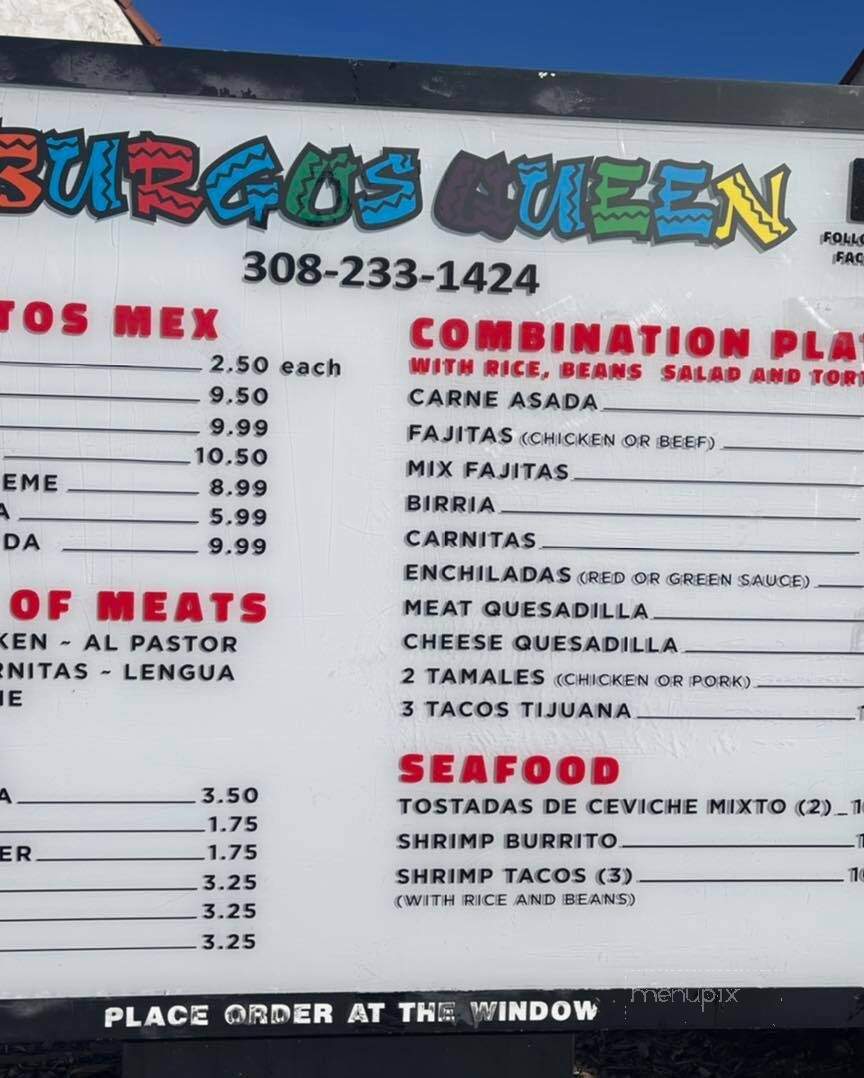 BURGOS QUEEN
308-233-1424
FOLLO
FAC
TOS MEX
2.50 each
9.50
9.99
10.50
EME 8.99
A 5.99
DA 9.99
OF MEATS
KEN ~ AL PASTOR
RNITAS ~ LENGUA
A 3.50
1.75
ER 1.75
3.25
3.25
3.25
COMBINATION PLA
WITH RICE, BEANS SALAD AND TORT
CARNE ASADA
FAJITAS (CHICKEN OR BEEF)
MIX FAJITAS
BIRRIA
CARNITAS
ENCHILADAS (RED OR GREEN SAUCE)
MEAT QUESADILLA
CHEESE QUESADILLA
2 TAMALES (CHICKEN OR PORK)
3 TACOS TIJUANA
SEAFOOD
TOSTADAS DE CEVICHE MIXTO (2)
SHRIMP BURRITO
SHRIMP TACOS (3)
(WITH RICE AND BEANS)
PLACE ORDER AT THE WINDOW
menupix